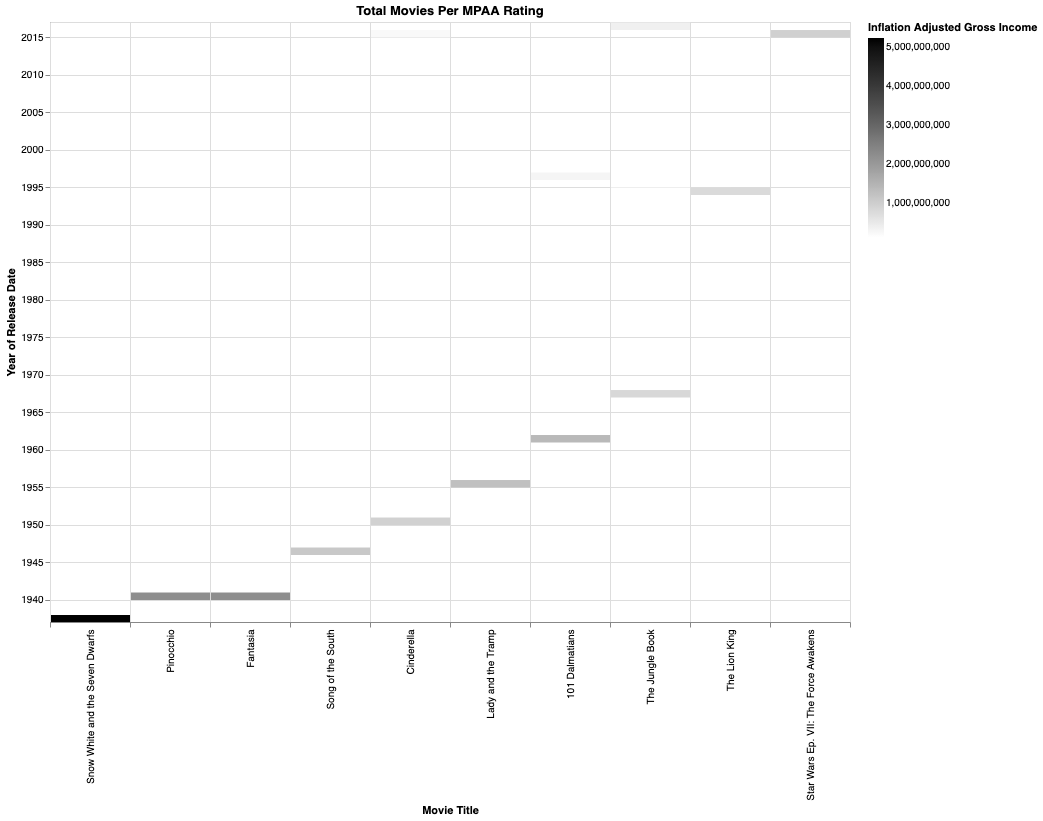 Total Movies Per MPAA Rating
Inflation Adjusted Gross Income
5,000,000,000
4,000,000,000
3,000,000,000
2,000,000,000
1,000,000,000
Year of Release Date
2015
2010
2005
2000
1995
1990
1985
1980
1975
1970
1965
1960
1955
1950
1945
1940
Snow White and the Seven Dwarfs
Pinocchio
Fantasia
Song of the South
Cinderella
Lady and the Tramp
101 Dalmatians
The Jungle Book
The Lion King
Star Wars Ep. VII: The Force Awakens
Movie Title